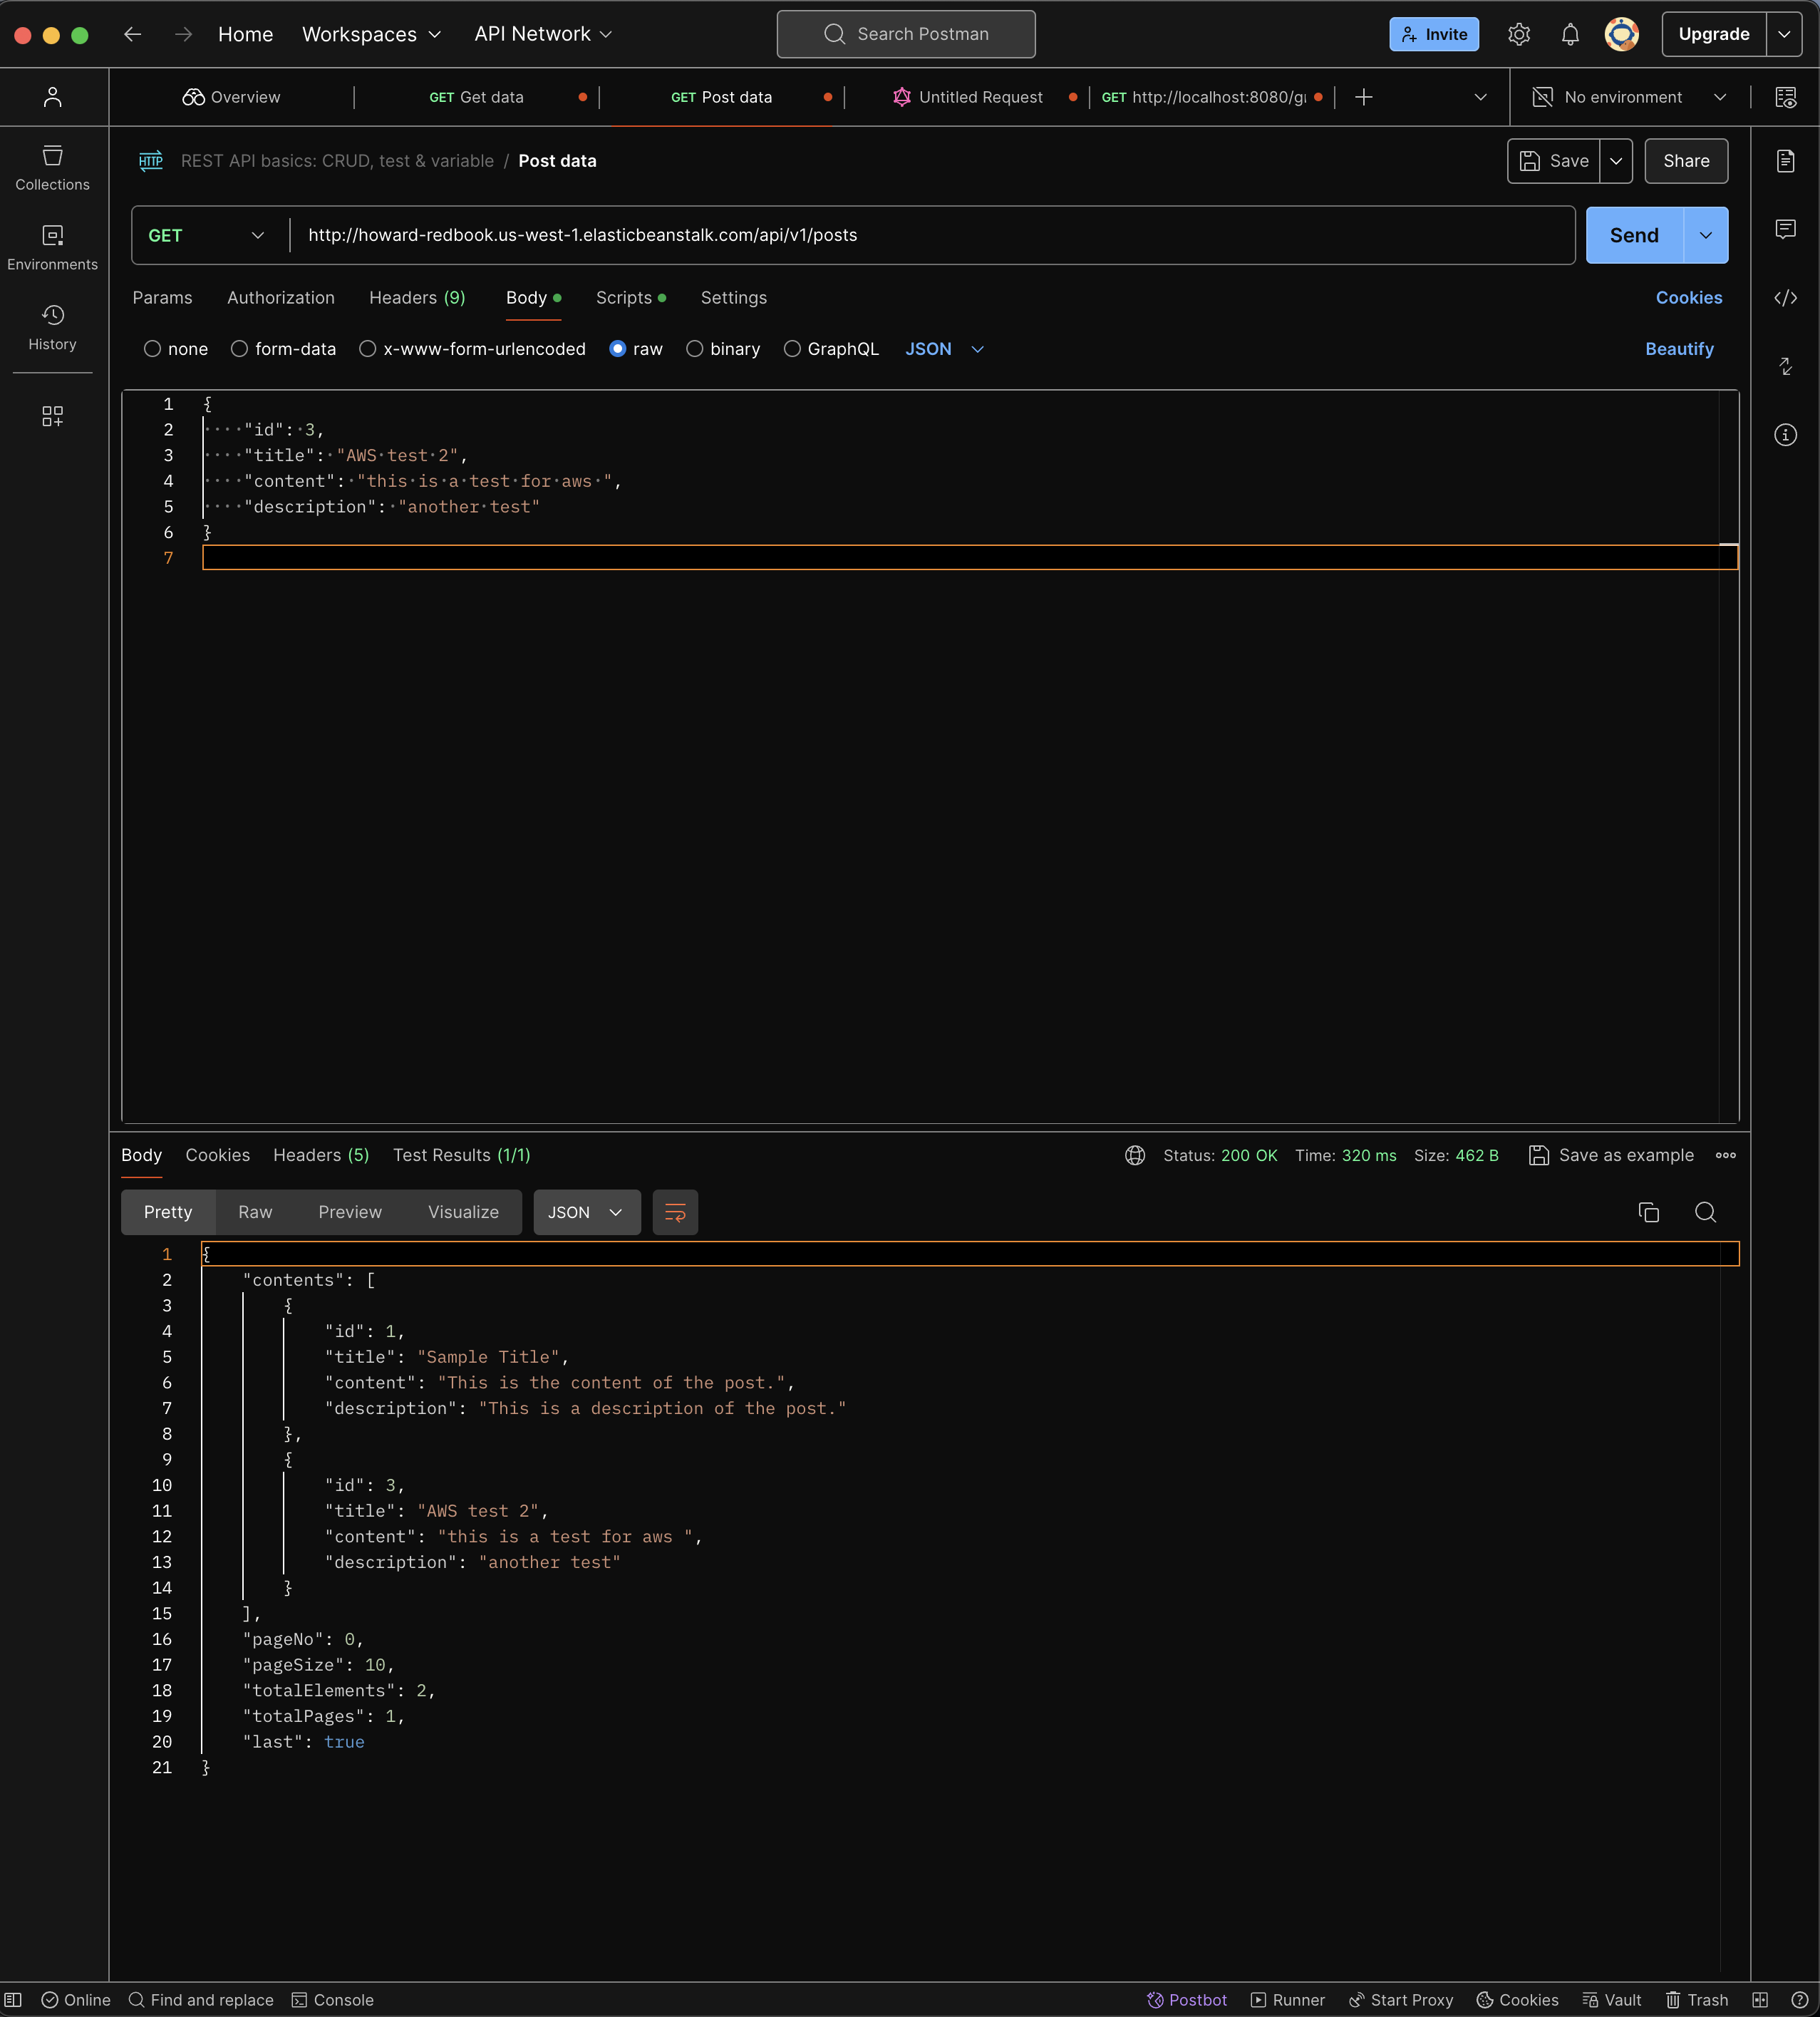 Home Workspaces API Network Search Postman Invite Upgrade
Overview GET Get data GET Post data Untitled Request GET http://localhost:8080/g No environment
HTTP REST API basics: CRUD, test & variable / Post data Save Share
Collections
GET http://howard-redbook.us-west-1.elasticbeanstalk.com/api/v1/posts Send
Environments
Params Authorization Headers (9) Body Scripts Settings Cookies
History
none form-data x-www-form-urlencoded raw binary GraphQL JSON Beautify
1 {
2 "id": 3,
3 "title": "AWS test 2",
4 "content": "this is a test for aws ",
5 "description": "another test"
6 }
7
Body Cookies Headers (5) Test Results (1/1) Status: 200 OK Time: 320 ms Size: 462 B Save as example
Pretty Raw Preview Visualize JSON
1 {
2 "contents": [
3 {
4 "id": 1,
5 "title": "Sample Title",
6 "content": "This is the content of the post.",
7 "description": "This is a description of the post."
8 },
9 {
10 "id": 3,
11 "title": "AWS test 2",
12 "content": "this is a test for aws ",
13 "description": "another test"
14 }
15 ],
16 "pageNo": 0,
17 "pageSize": 10,
18 "totalElements": 2,
19 "totalPages": 1,
20 "last": true
21 }
Online Find and replace Console Postbot Runner Start Proxy Cookies Vault Trash